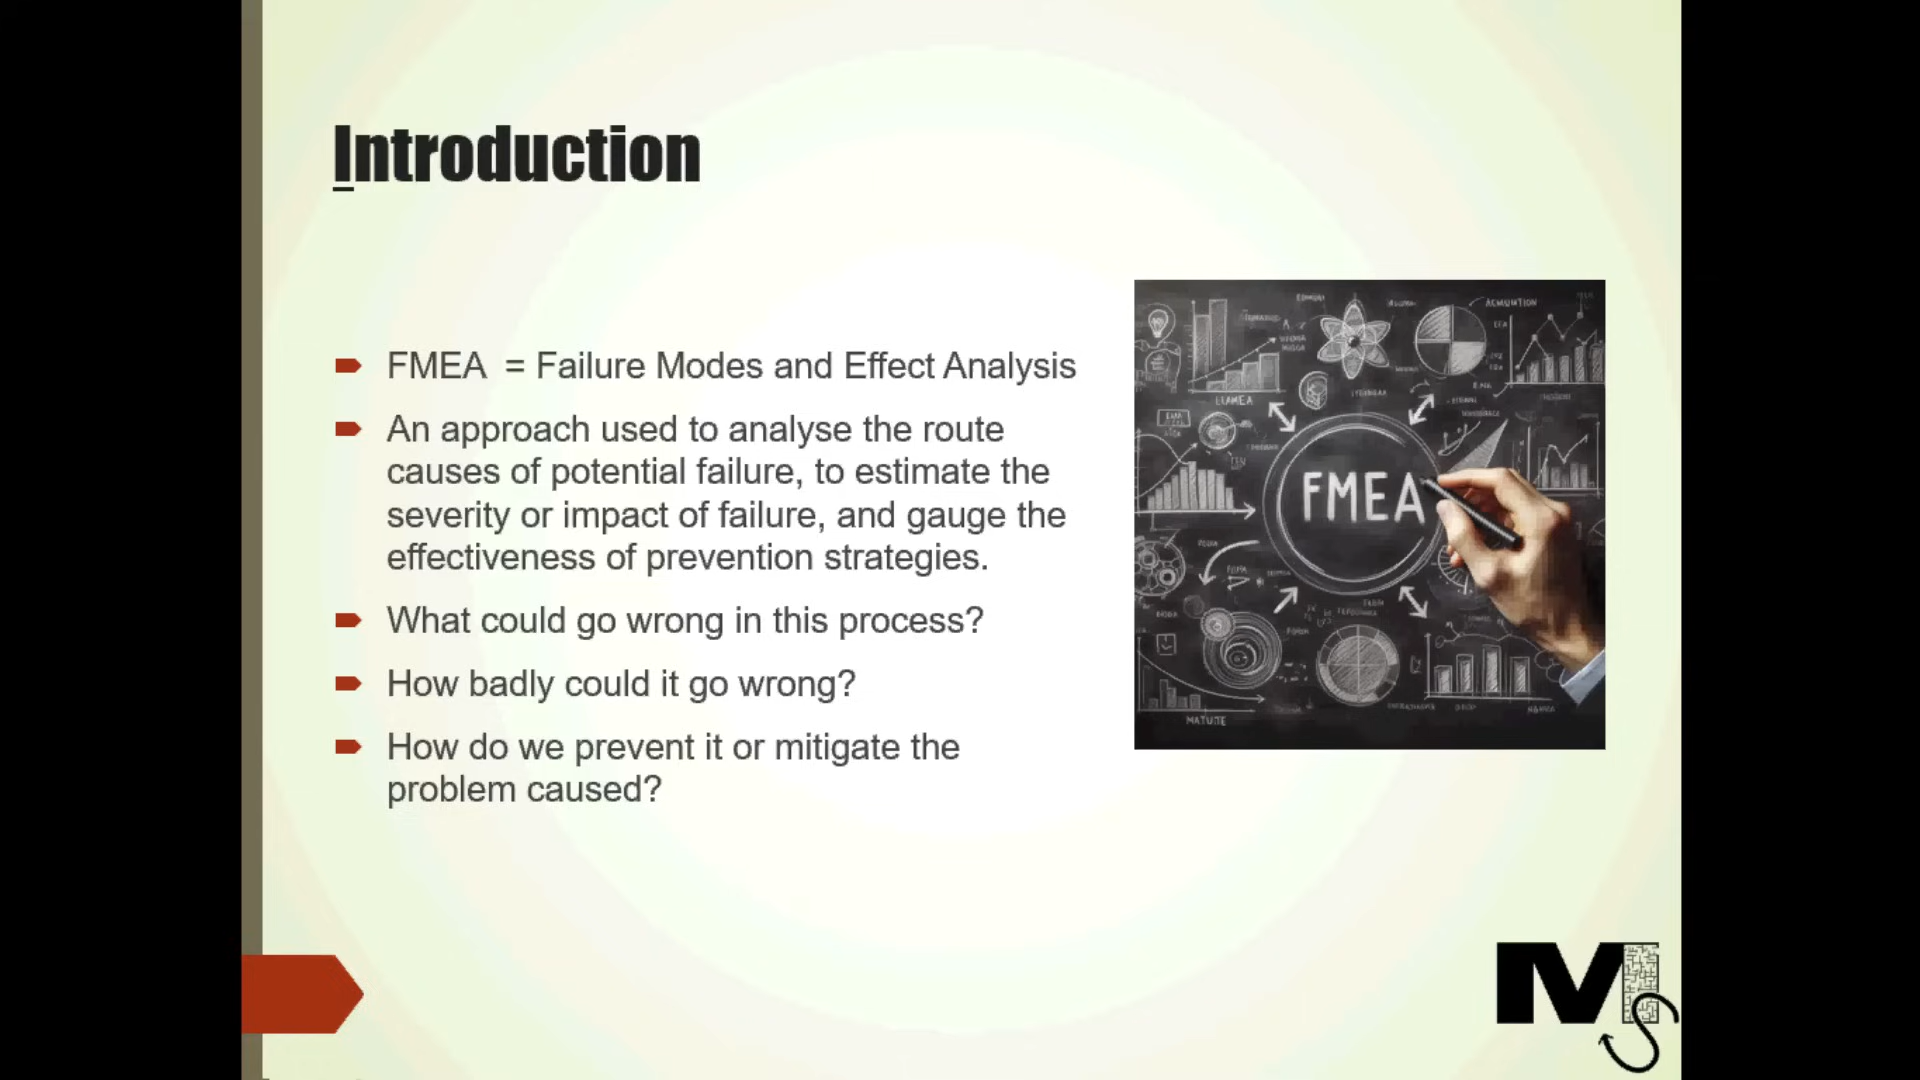 Introduction
FMEA = Failure Modes and Effect Analysis
An approach used to analyse the route
causes of potential failure, to estimate the
severity or impact of failure, and gauge the
effectiveness of prevention strategies.
What could go wrong in this process?
How badly could it go wrong?
How do we prevent it or mitigate the
problem caused?
FMEA
MATUITE